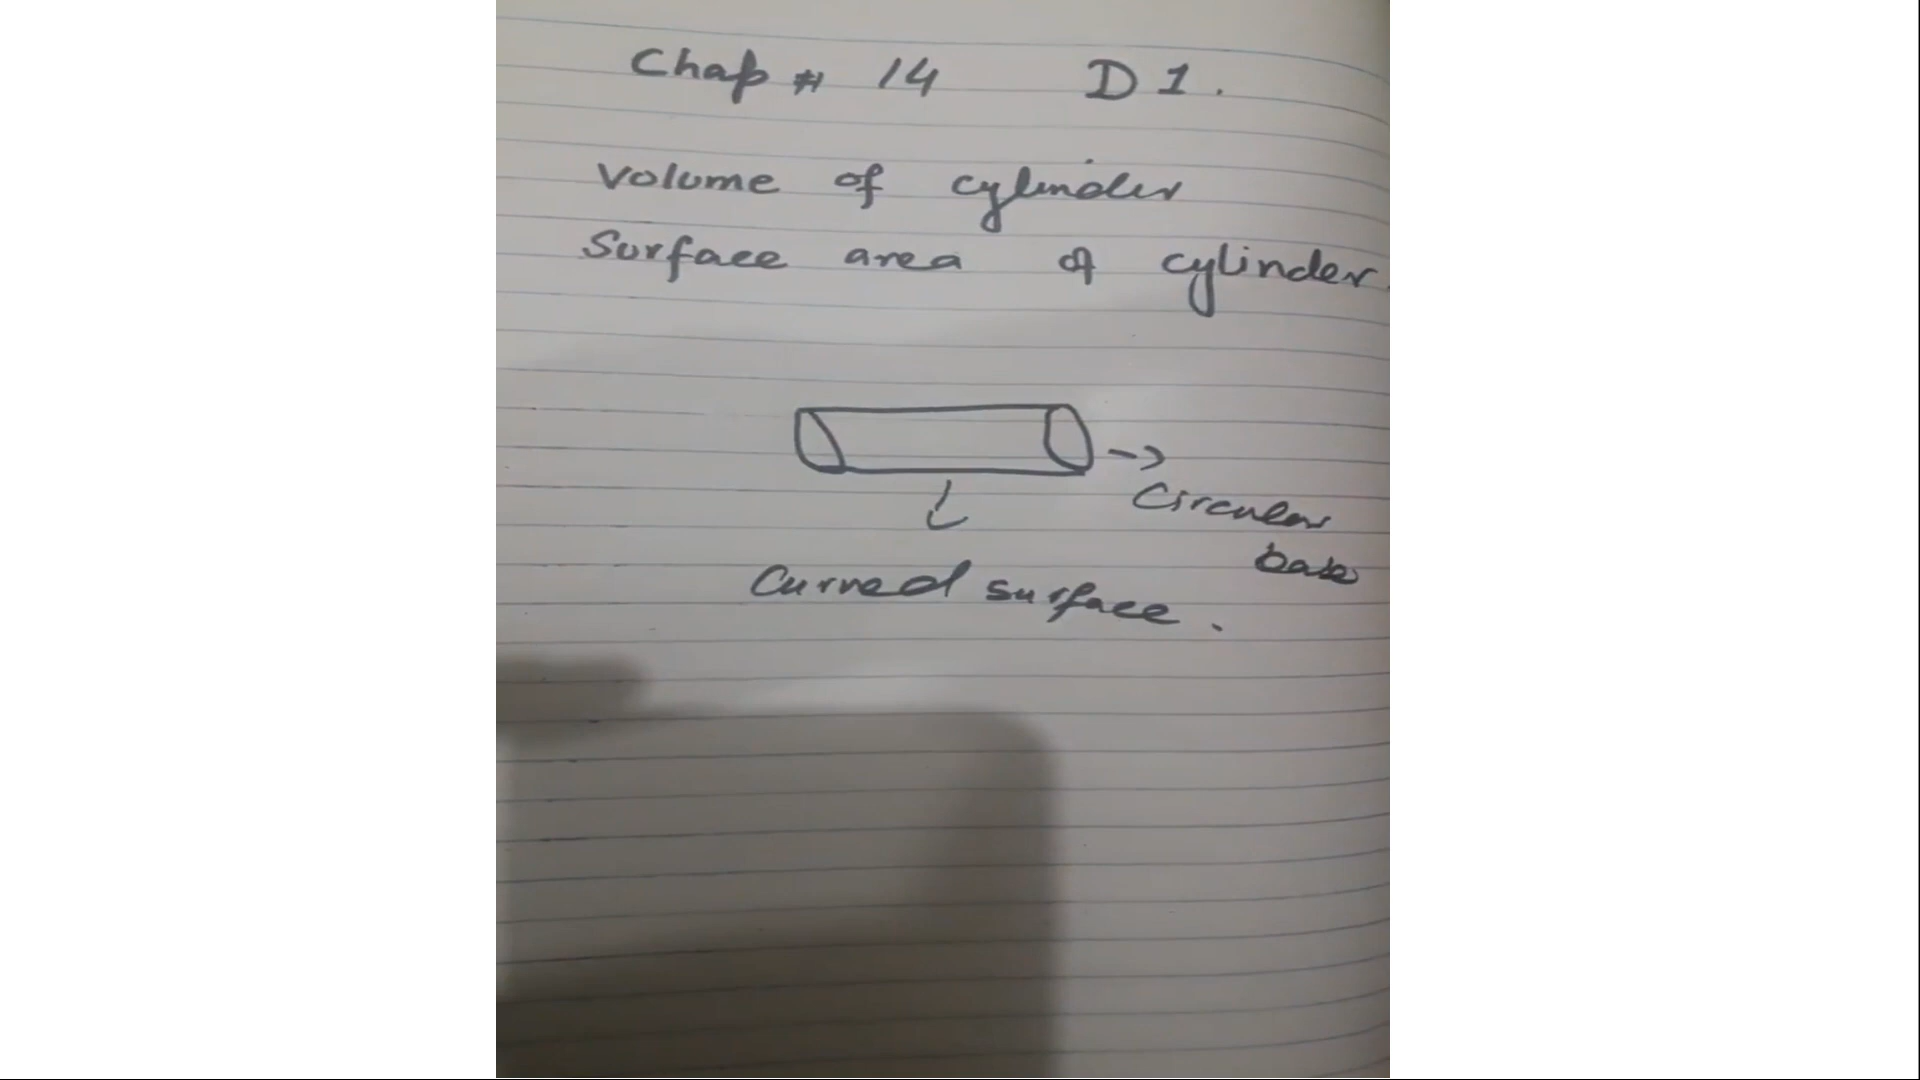 Chap # 14 D1.
Volume of cylinder
Surface area of cylinder.
Circular
base
Curved surface.